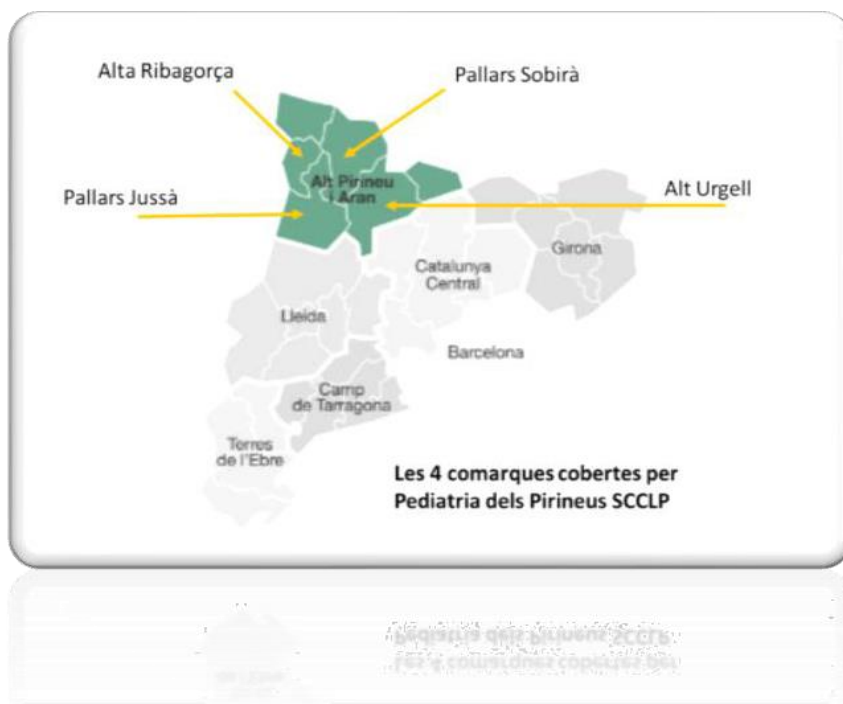 Alta Ribagorça
Pallars Sobirà
Alt Pirineu
i Aran
Pallars Jussà
Alt Urgell
Girona
Catalunya
Central
Lleida
Barcelona
Camp
de Tarragona
Terres
de l'Ebre
Les 4 comarques cobertes per
Pediatria dels Pirineus SCCLP